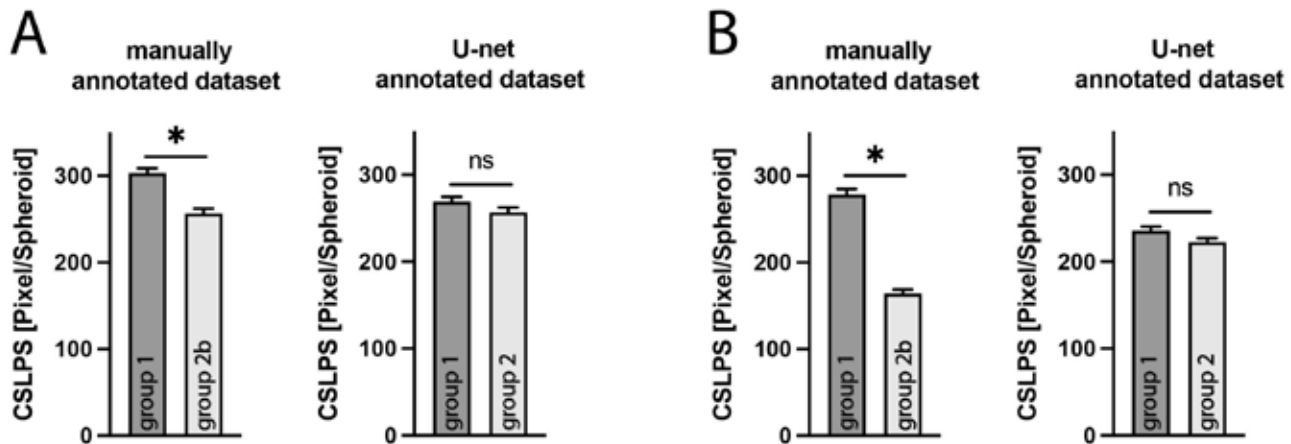 A
manually
annotated dataset
CSLPS [Pixel/Spheroid]
300
200
100
0
*
group 1
group 2b
U-net
annotated dataset
CSLPS [Pixel/Spheroid]
300
200
100
0
ns
group 1
group 2
B
manually
annotated dataset
CSLPS [Pixel/Spheroid]
300
200
100
0
*
group 1
group 2b
U-net
annotated dataset
CSLPS [Pixel/Spheroid]
300
200
100
0
ns
group 1
group 2